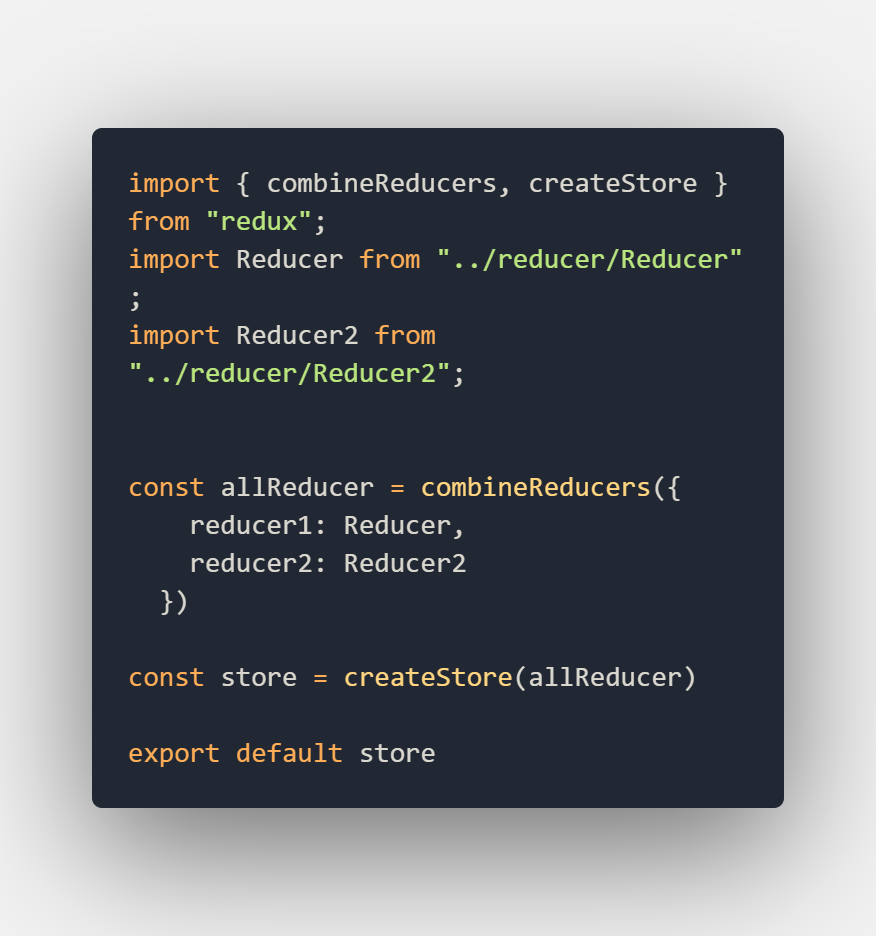 import { combineReducers, createStore }
from "redux";
import Reducer from "../reducer/Reducer"
;
import Reducer2 from
"../reducer/Reducer2";
const allReducer = combineReducers({
    reducer1: Reducer,
    reducer2: Reducer2
  })
const store = createStore(allReducer)
export default store